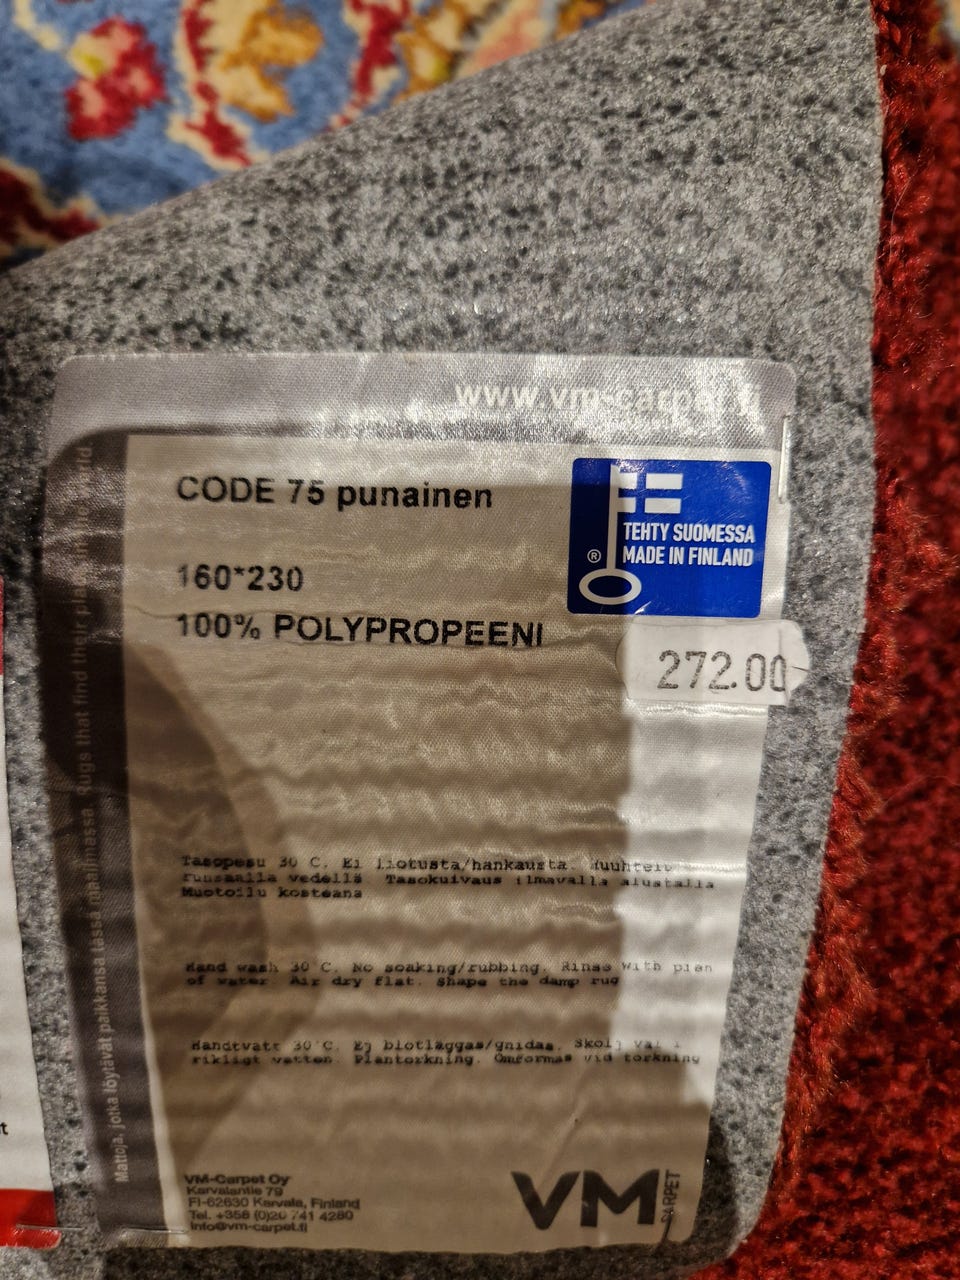 www.vm-carpet.fi
CODE 75 punainen
160*230
100% POLYPROPEENI
TEHTY SUOMESSA
® MADE IN FINLAND
272.00
Tasopesu 30 C. Ei liotusta/hankausta. Huuhtelu
runsaalla vedellä Tasokuivaus ilmavalla alustalla
Muotoilu kosteana
Hand wash 30°C. No soaking/rubbing. Rinse with plen
of water Air dry flat. Shape the damp rug
Handtvätt 30°C. Ej blötläggas/gnidas. Skölj väl i
rikligt vatten. Plantorkning. Omformas vid torkning
VM-Carpet Oy
Karvalantie 79
FI-62630 Karvala, Finland
Tel. +358 (0)20 741 4280
info@vm-carpet.fi
VM
CARPET
Mattoja, jotka löytävät paikkansa tässä maailmassa. Rugs that find their place in the world
t